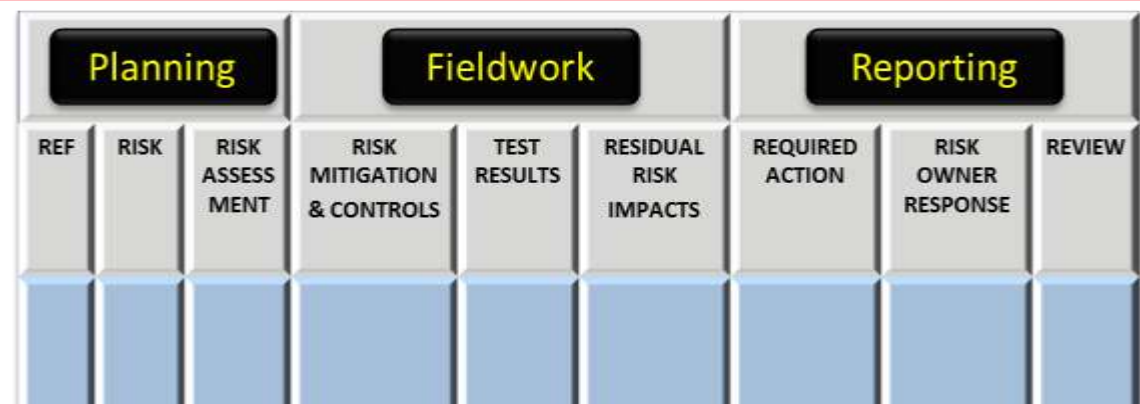 Planning
Fieldwork
Reporting
REF
RISK
RISK
ASSESS
MENT
RISK
MITIGATION
& CONTROLS
TEST
RESULTS
RESIDUAL
RISK
IMPACTS
REQUIRED
ACTION
RISK
OWNER
RESPONSE
REVIEW